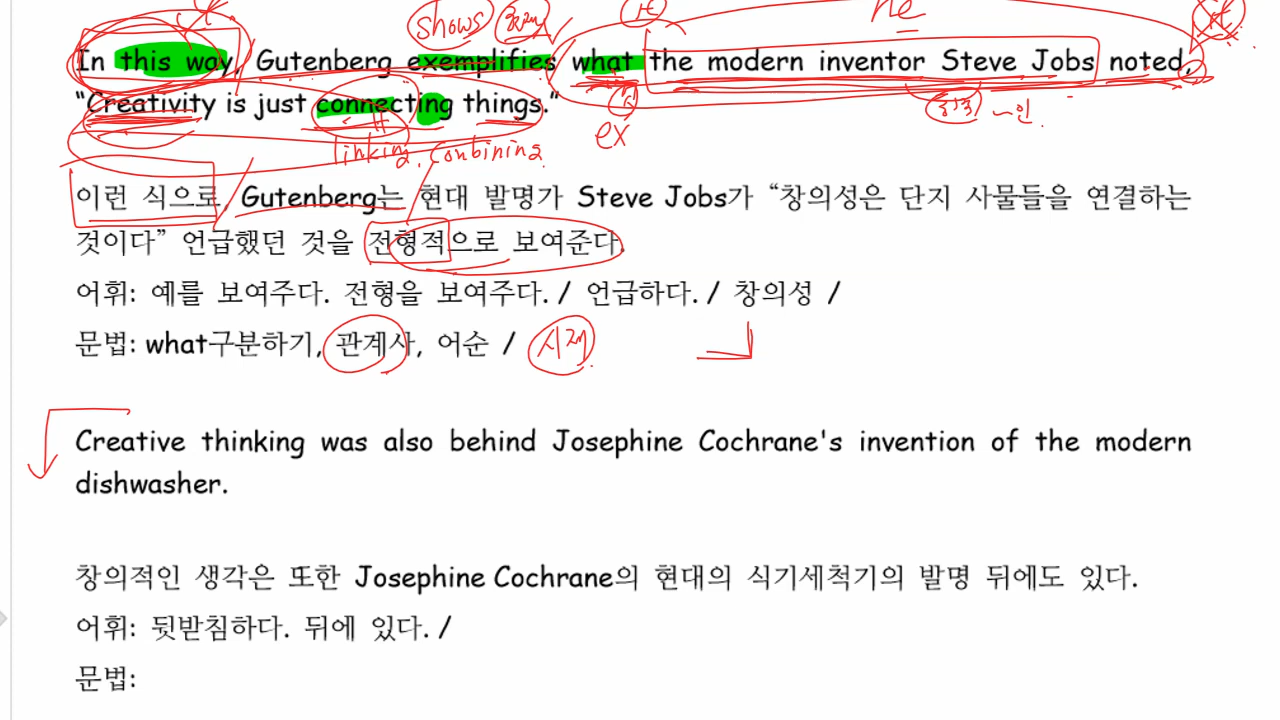 he
it
shows 현재 it
In this way, Gutenberg exemplifies what the modern inventor Steve Jobs noted,
“Creativity is just connecting things.”
ex
linking, combining
이런 식으로, Gutenberg는 현대 발명가 Steve Jobs가 “창의성은 단지 사물들을 연결하는
것이다” 언급했던 것을 전형적으로 보여준다.
어휘: 예를 보여주다. 전형을 보여주다. / 언급하다. / 창의성 /
문법: what구분하기, 관계사, 어순 / 시제
Creative thinking was also behind Josephine Cochrane's invention of the modern
dishwasher.
창의적인 생각은 또한 Josephine Cochrane의 현대의 식기세척기의 발명 뒤에도 있다.
어휘: 뒷받침하다. 뒤에 있다. /
문법: